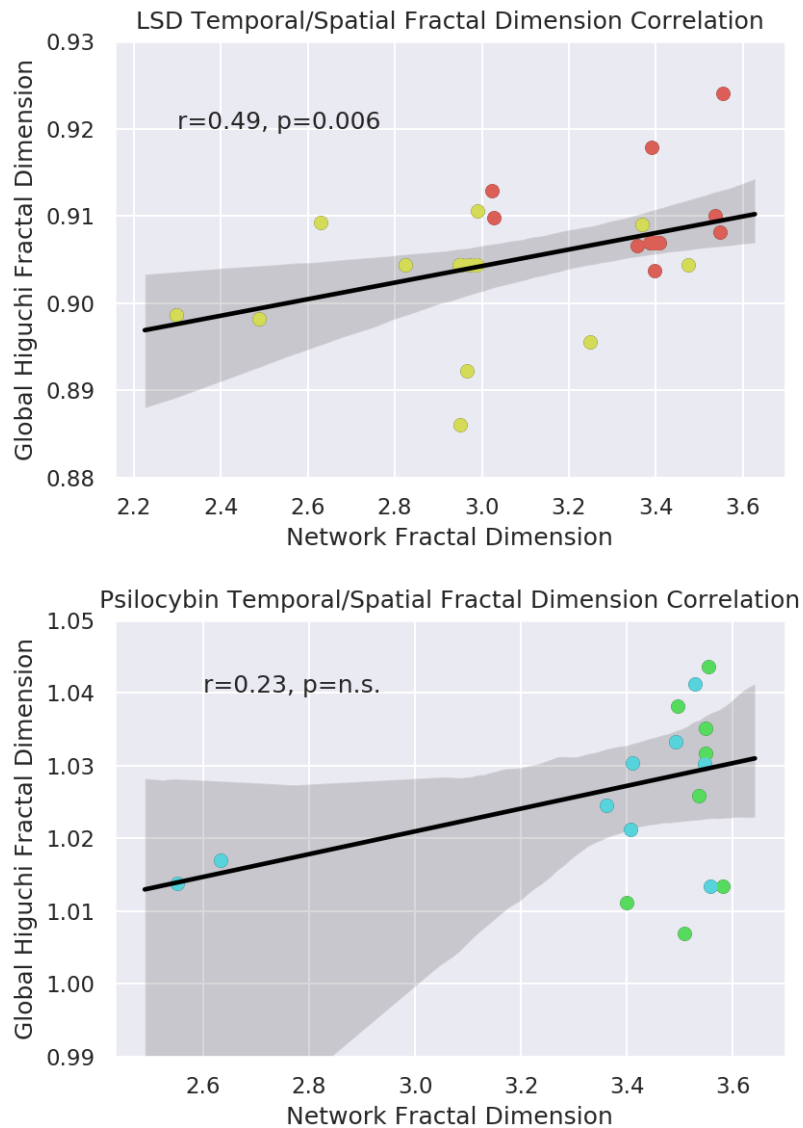 LSD Temporal/Spatial Fractal Dimension Correlation
0.93
0.92
0.91
0.90
0.89
0.88
Global Higuchi Fractal Dimension
r=0.49, p=0.006
2.2 2.4 2.6 2.8 3.0 3.2 3.4 3.6
Network Fractal Dimension
Psilocybin Temporal/Spatial Fractal Dimension Correlation
1.05
1.04
1.03
1.02
1.01
1.00
0.99
Global Higuchi Fractal Dimension
r=0.23, p=n.s.
2.6 2.8 3.0 3.2 3.4 3.6
Network Fractal Dimension